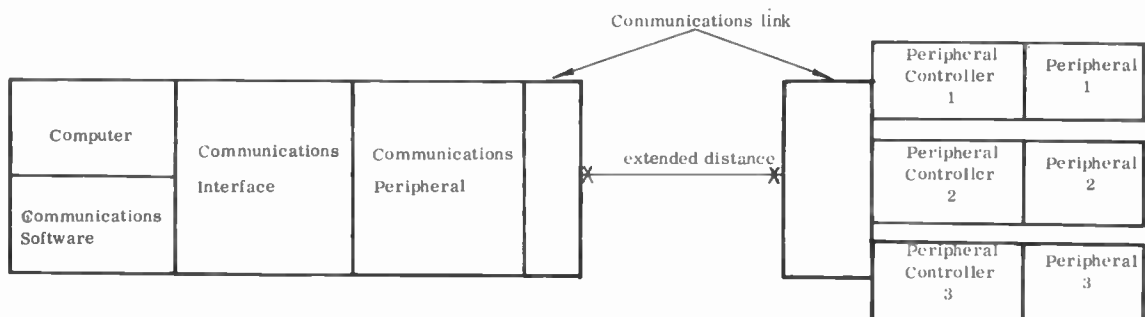 Communications link
Computer
Communications
Software
Communications
Interface
Communications
Peripheral
extended distance
Peripheral
Controller
1
Peripheral
1
Peripheral
Controller
2
Peripheral
2
Peripheral
Controller
3
Peripheral
3